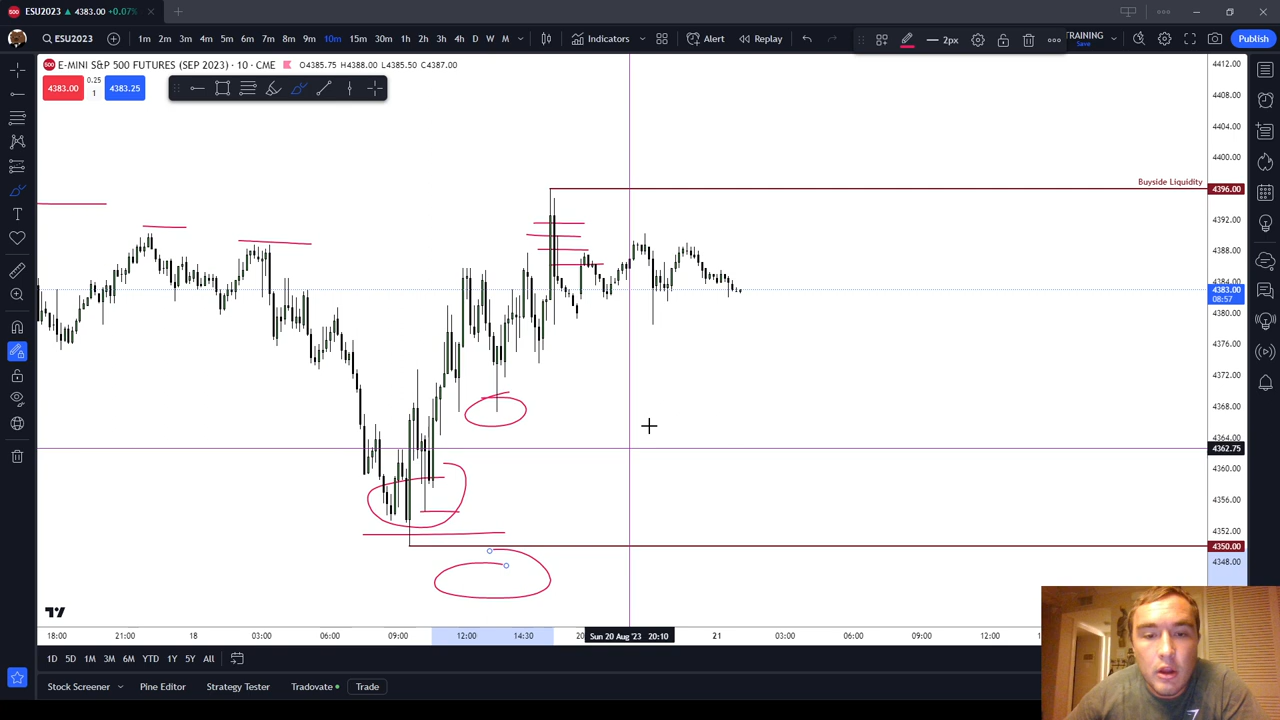 ESU2023 ▲ 4383.00 +0.07%
ESU2023 1m 2m 3m 4m 5m 6m 7m 8m 9m 10m 15m 30m 1h 2h 3h 4h D W M Indicators Alert Replay 2px TRAINING Save Publish
E-MINI S&P 500 FUTURES (SEP 2023) · 10 · CME O4385.75 H4388.00 L4385.50 C4387.00
4383.00 0.25 1 4383.25
Buyside Liquidity
4412.00
4408.00
4404.00
4400.00
4396.00
4392.00
4388.00
4384.00
4383.00
08:57
4380.00
4376.00
4372.00
4368.00
4364.00
4362.75
4360.00
4356.00
4352.00
4350.00
4348.00
18:00 21:00 18 03:00 06:00 09:00 12:00 14:30 20 Sun 20 Aug '23 20:10 21 03:00 06:00 09:00 12:00
1D 5D 1M 3M 6M YTD 1Y 5Y All
Stock Screener Pine Editor Strategy Tester Tradovate Trade